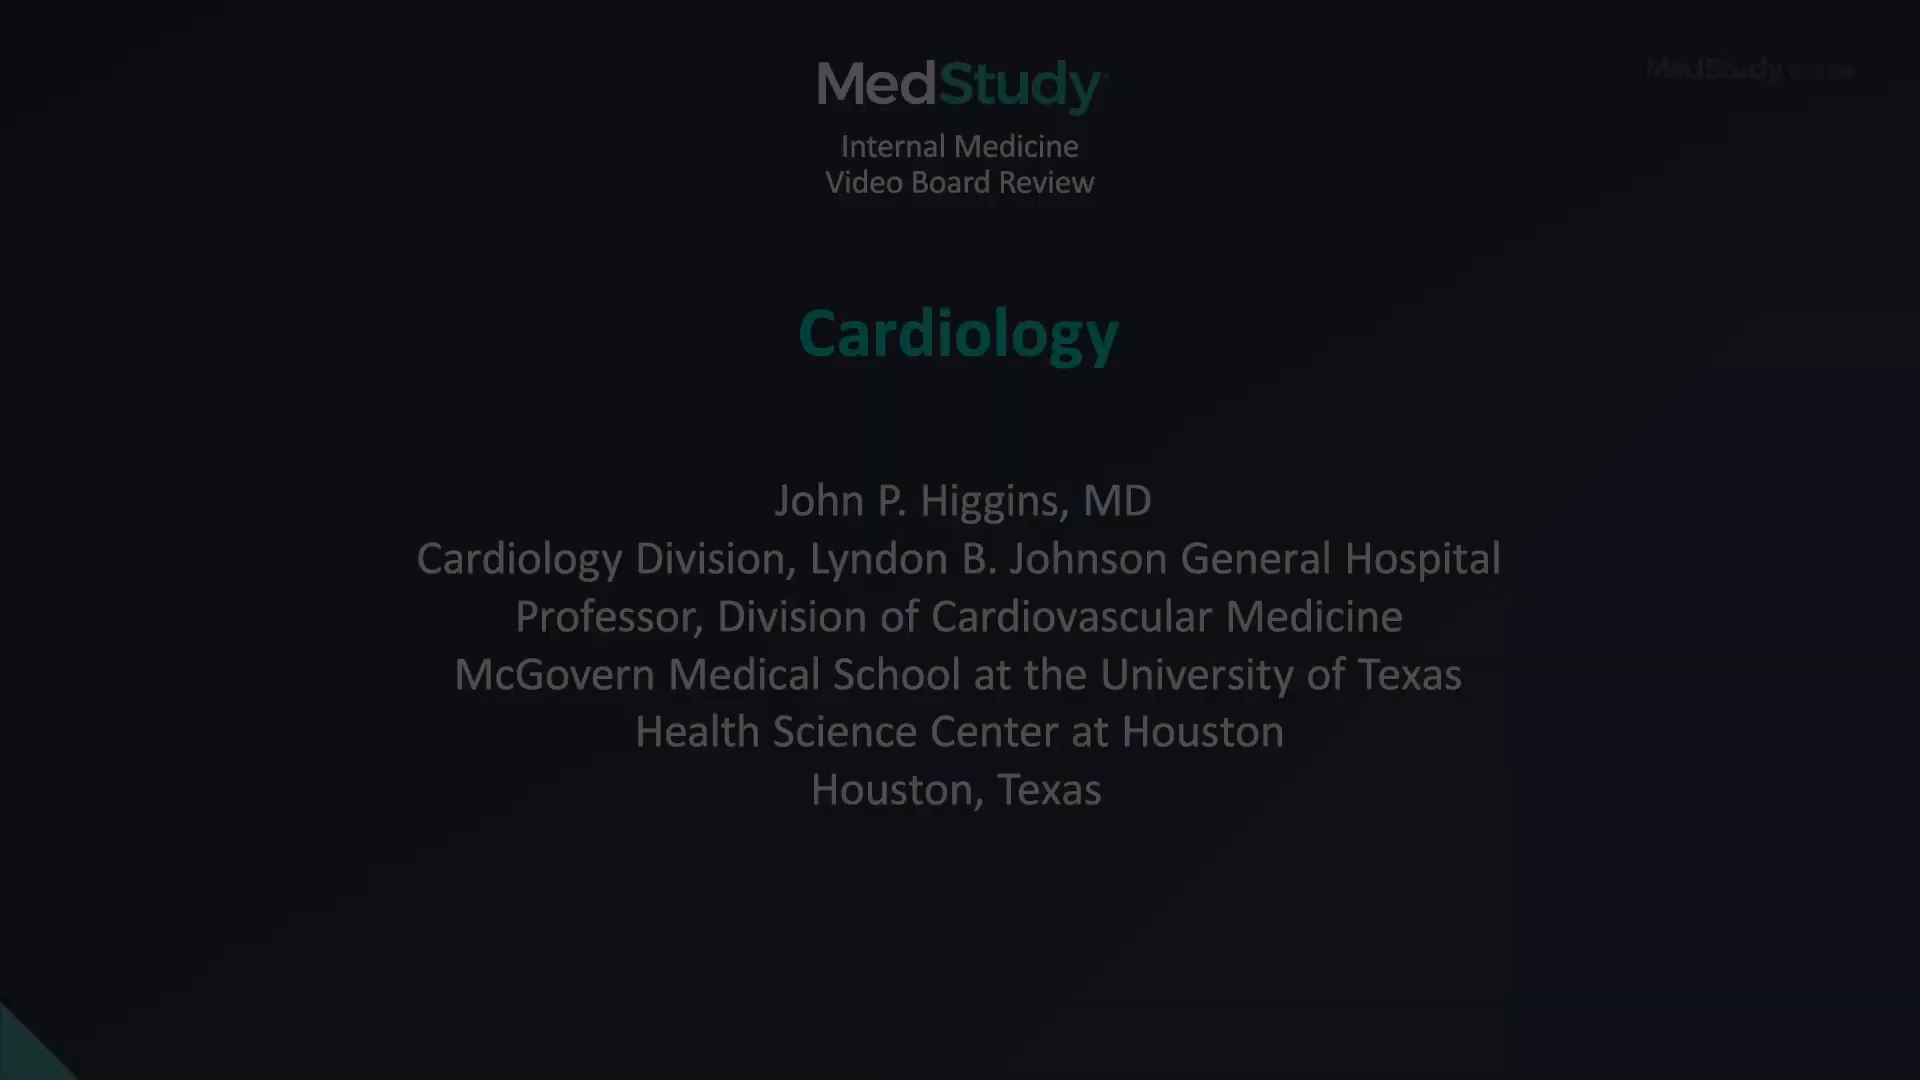 MedStudy
MedStudy
Internal Medicine
Video Board Review
Cardiology
John P. Higgins, MD
Cardiology Division, Lyndon B. Johnson General Hospital
Professor, Division of Cardiovascular Medicine
McGovern Medical School at the University of Texas
Health Science Center at Houston
Houston, Texas